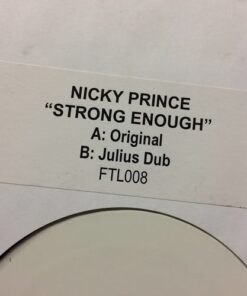 NICKY PRINCE
“STRONG ENOUGH”
A: Original
B: Julius Dub
FTL008